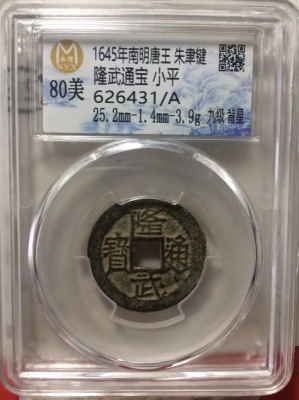 1645年南明唐王 朱聿键
隆武通宝 小平
80美
626431/A
25.2mm-1.4mm-3.9g 九级 背星
隆武通寶